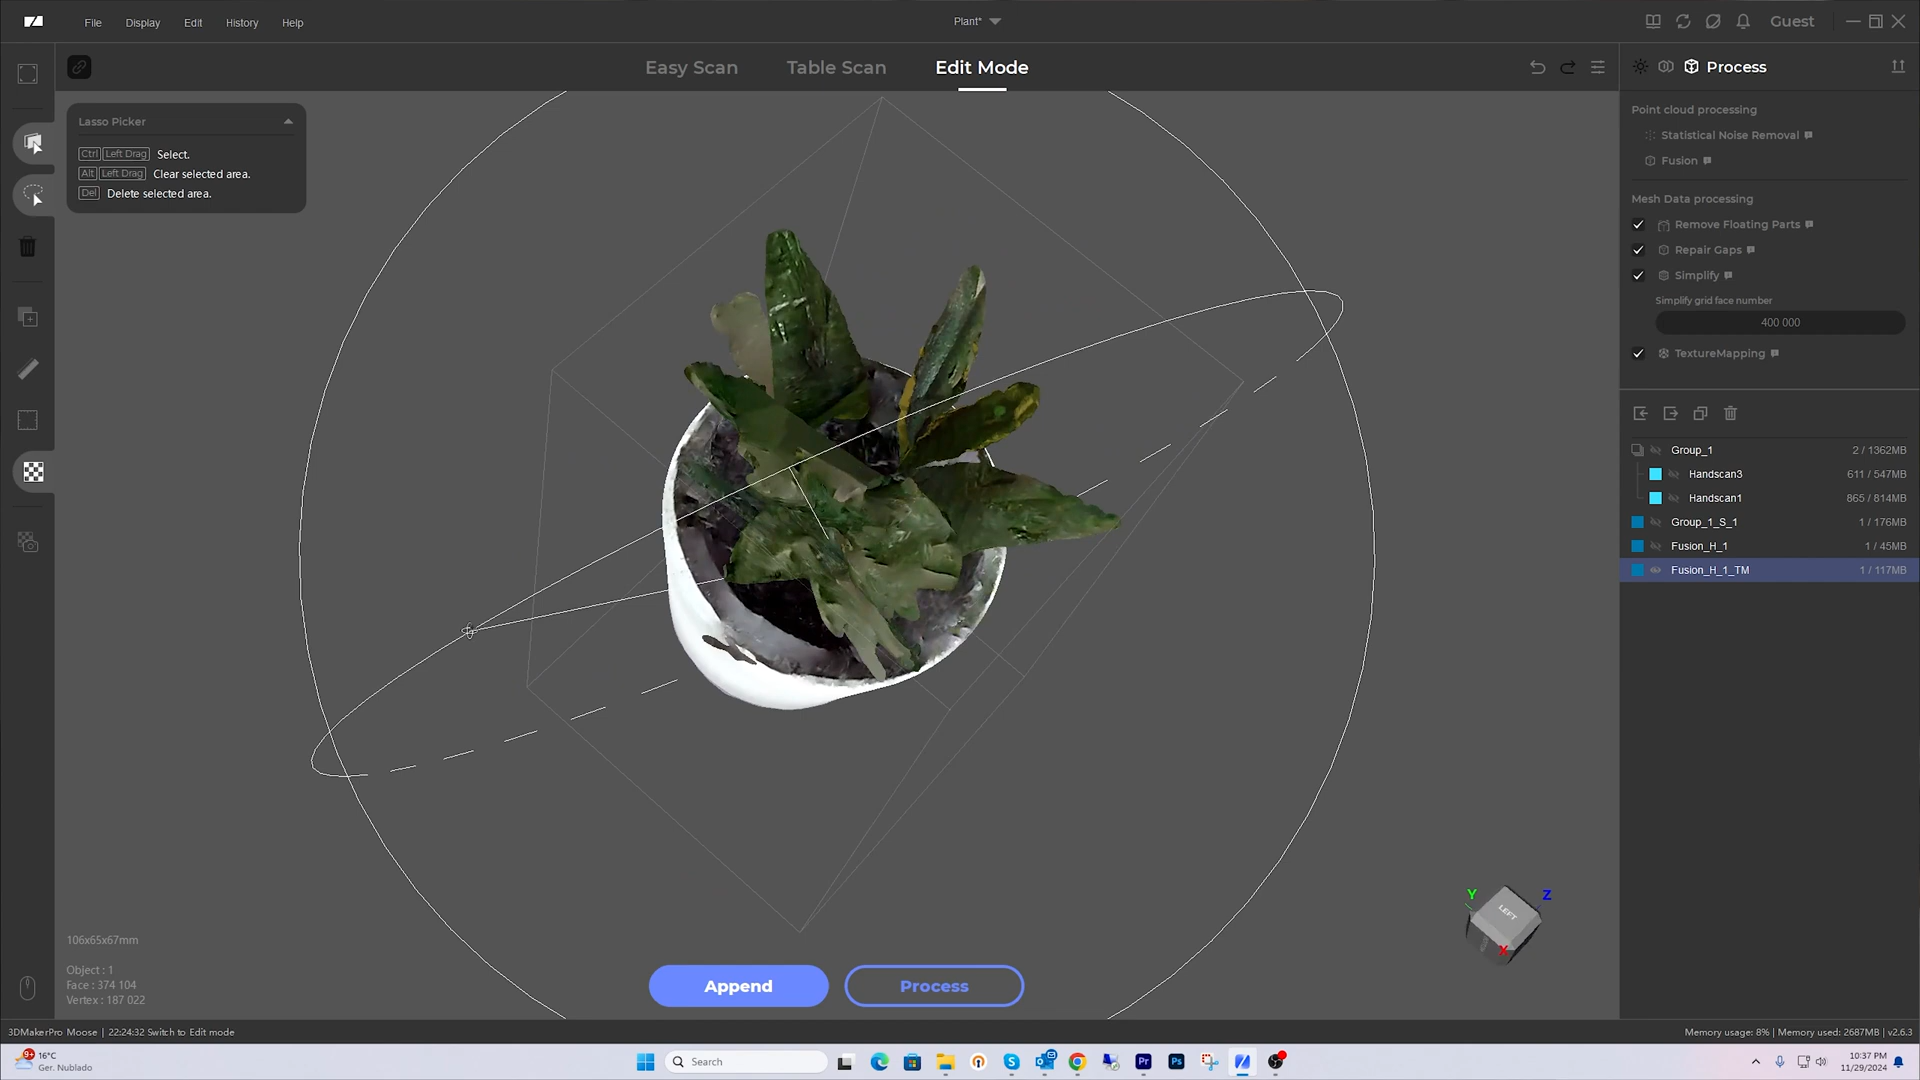 File Display Edit History Help
Plant*
Guest
Easy Scan Table Scan Edit Mode
Process
Lasso Picker
Ctrl Left Drag Select.
Alt Left Drag Clear selected area.
Del Delete selected area.
Point cloud processing
Statistical Noise Removal
Fusion
Mesh Data processing
Remove Floating Parts
Repair Gaps
Simplify
Simplify grid face number
400 000
TextureMapping
Group_1 2 / 1362MB
Handscan3 611 / 547MB
Handscan1 865 / 814MB
Group_1_S_1 1 / 176MB
Fusion_H_1 1 / 45MB
Fusion_H_1_TM 1 / 117MB
Y Z
LEFT
X
106x65x67mm
Object : 1
Face : 374 104
Vertex : 187 022
Append Process
3DMakerPro Moose | 22:24:32 Switch to Edit mode
Memory usage: 8% | Memory used: 2687MB | v2.6.3
9+
16°C
Ger. Nublado
Search
Pr
Ps
10:37 PM
11/29/2024